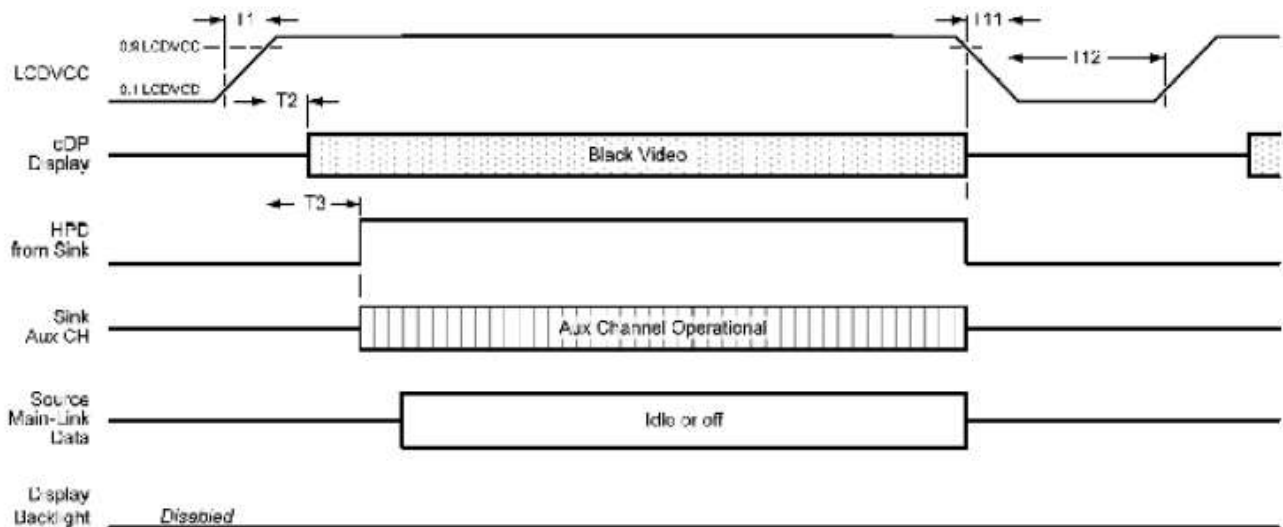 T1
T11
0.9 LCDVCC
LCDVCC
T12
0.1 LCDVCC
T2
eDP
Display
Black Video
T3
HPD
from Sink
Sink
Aux CH
Aux Channel Operational
Source
Main-Link
Data
Idle or off
Display
Backlight
Disabled